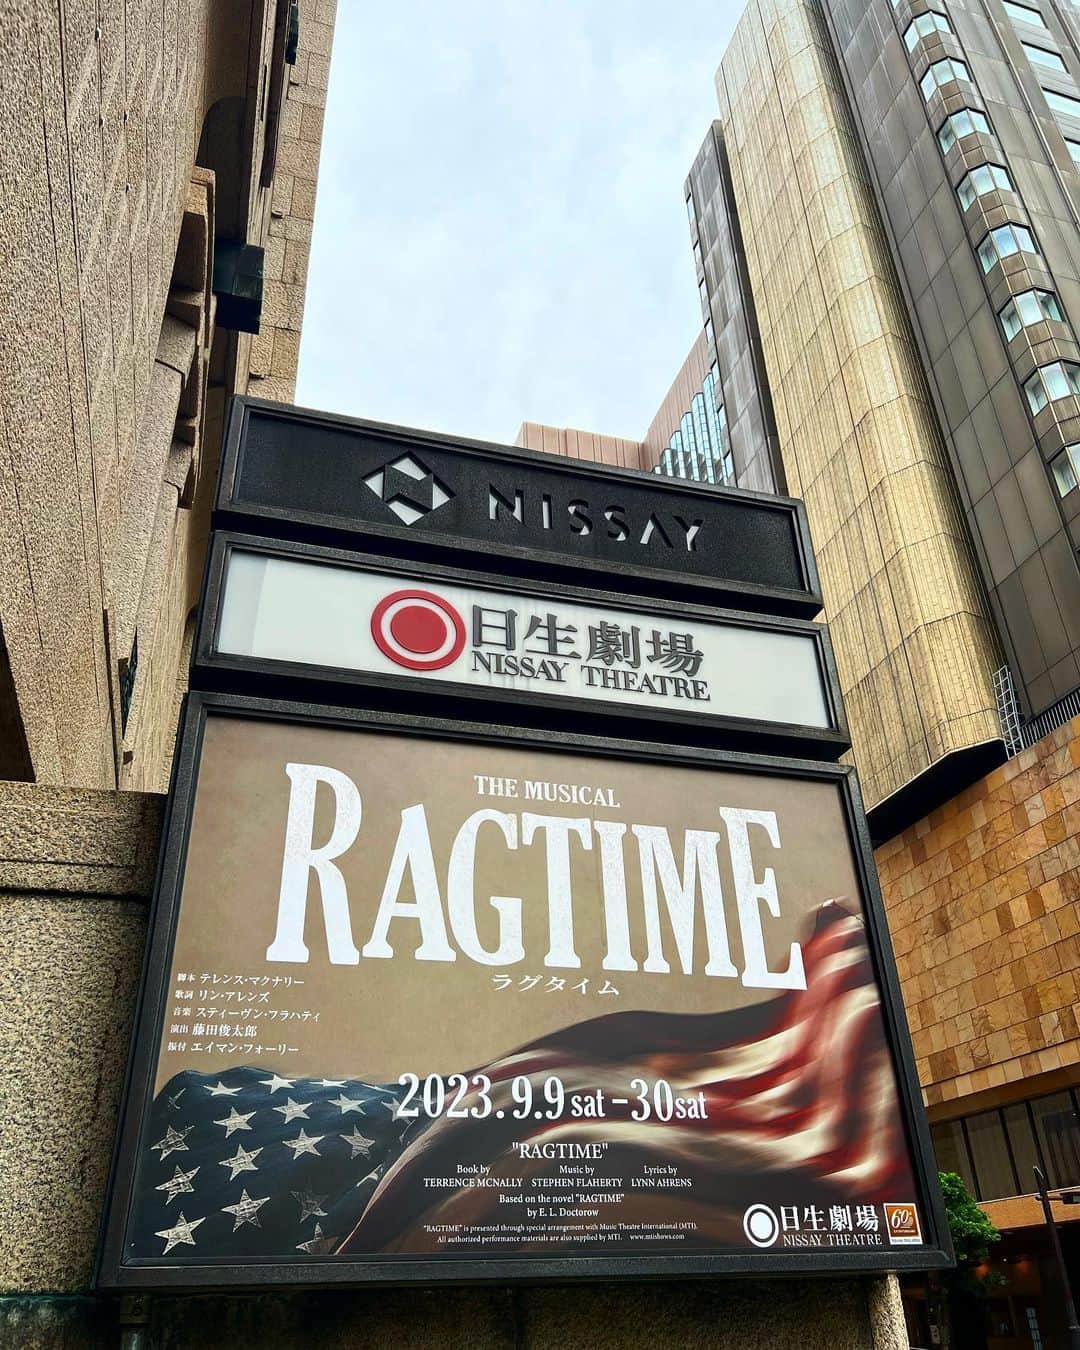 NISSAY
日生劇場
NISSAY THEATRE
THE MUSICAL
RAGTIME
ラグタイム
脚本 テレンス・マクナリー
歌詞 リン・アレンズ
音楽 スティーヴン・フラハティ
演出 藤田俊太郎
振付 エイマン・フォーリー
2023.9.9 sat - 30 sat
"RAGTIME"
Book by Music by Lyrics by
TERRENCE MCNALLY STEPHEN FLAHERTY LYNN AHRENS
Based on the novel "RAGTIME"
by E. L. Doctorow
"RAGTIME" is presented through special arrangement with Music Theatre International (MTI).
All authorized performance materials are also supplied by MTI. www.mtishows.com
日生劇場
NISSAY THEATRE
60th